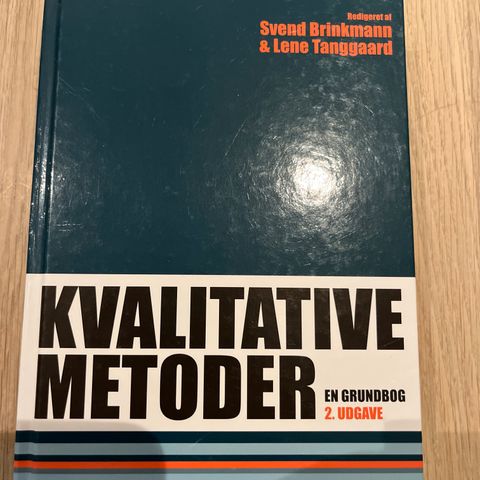 Redigeret af
Svend Brinkmann
& Lene Tanggaard
KVALITATIVE
METODER
EN GRUNDBOG
2. UDGAVE